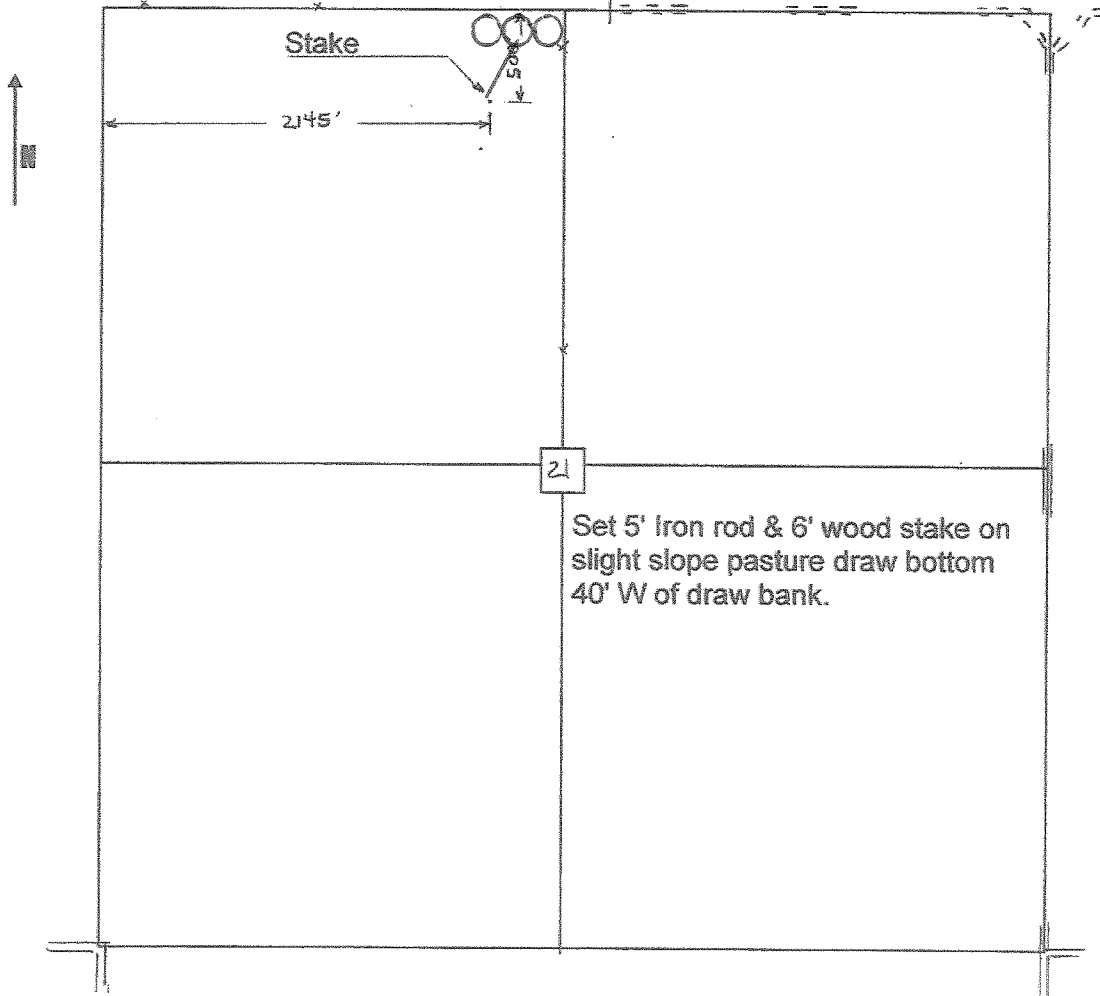 Stake
500
2145'
N
21
Set 5' Iron rod & 6' wood stake on
slight slope pasture draw bottom
40' W of draw bank.